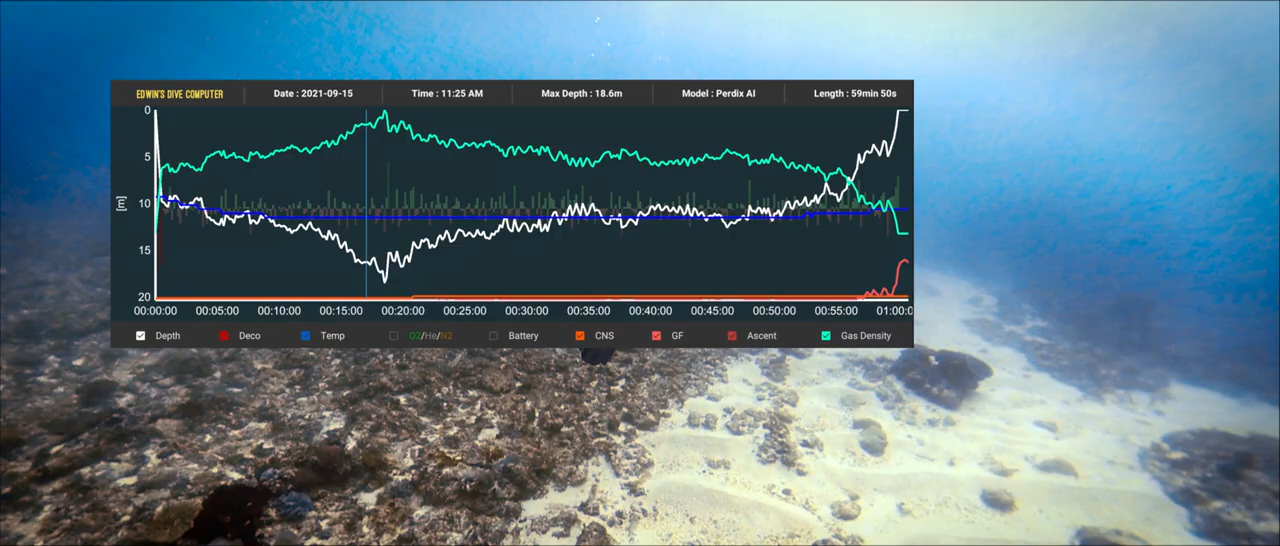 EDWIN'S DIVE COMPUTER Date : 2021-09-15 Time : 11:25 AM Max Depth : 18.6m Model : Perdix AI Length : 59min 50s
0
5
10
[m]
15
20
00:00:00 00:05:00 00:10:00 00:15:00 00:20:00 00:25:00 00:30:00 00:35:00 00:40:00 00:45:00 00:50:00 00:55:00 01:00:0
Depth Deco Temp O2/He/N2 Battery CNS GF Ascent Gas Density